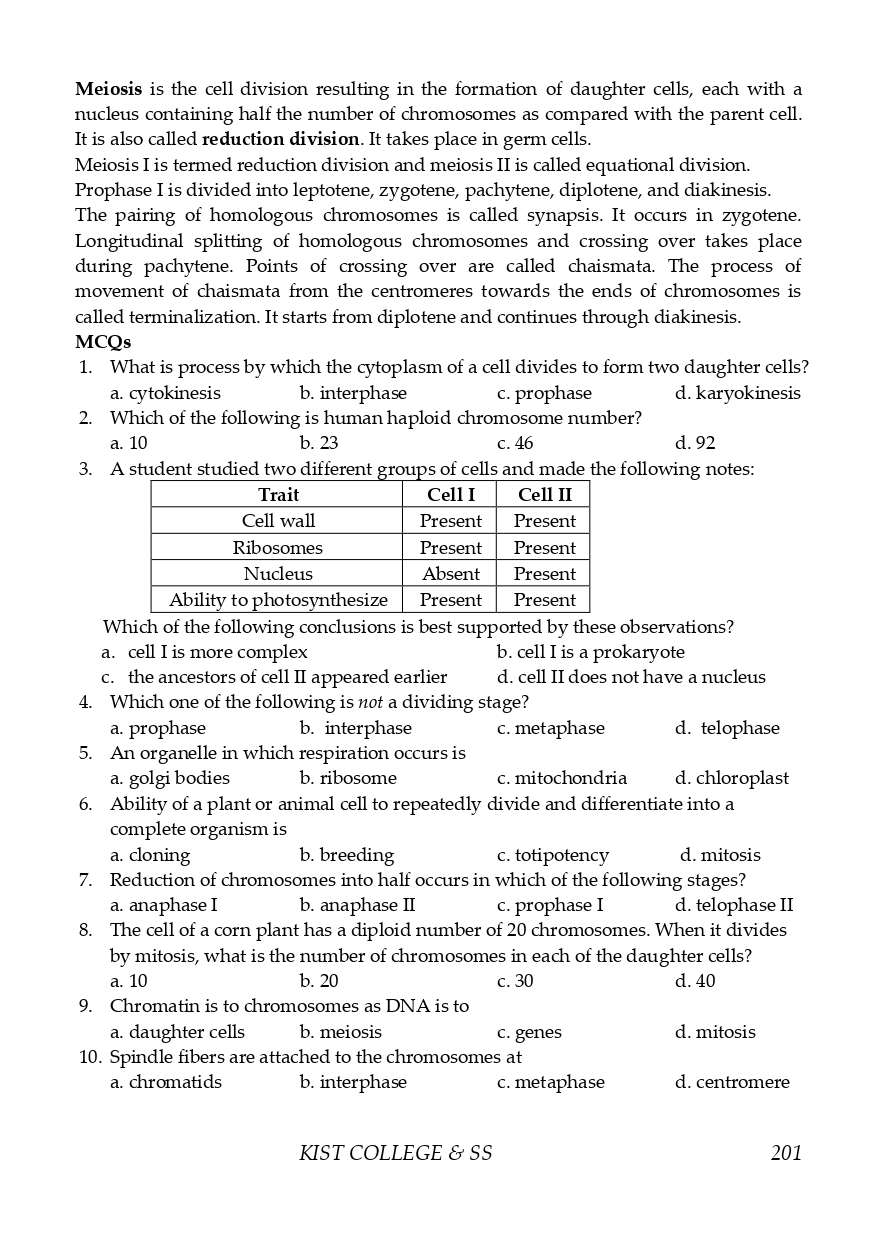 Meiosis is the cell division resulting in the formation of daughter cells, each with a
nucleus containing half the number of chromosomes as compared with the parent cell.
It is also called reduction division. It takes place in germ cells.
Meiosis I is termed reduction division and meiosis II is called equational division.
Prophase I is divided into leptotene, zygotene, pachytene, diplotene, and diakinesis.
The pairing of homologous chromosomes is called synapsis. It occurs in zygotene.
Longitudinal splitting of homologous chromosomes and crossing over takes place
during pachytene. Points of crossing over are called chaismata. The process of
movement of chaismata from the centromeres towards the ends of chromosomes is
called terminalization. It starts from diplotene and continues through diakinesis.
MCQs
1. What is process by which the cytoplasm of a cell divides to form two daughter cells?
a. cytokinesis b. interphase c. prophase d. karyokinesis
2. Which of the following is human haploid chromosome number?
a. 10 b. 23 c. 46 d. 92
3. A student studied two different groups of cells and made the following notes:
Trait Cell I Cell II
Cell wall Present Present
Ribosomes Present Present
Nucleus Absent Present
Ability to photosynthesize Present Present
Which of the following conclusions is best supported by these observations?
a. cell I is more complex b. cell I is a prokaryote
c. the ancestors of cell II appeared earlier d. cell II does not have a nucleus
4. Which one of the following is not a dividing stage?
a. prophase b. interphase c. metaphase d. telophase
5. An organelle in which respiration occurs is
a. golgi bodies b. ribosome c. mitochondria d. chloroplast
6. Ability of a plant or animal cell to repeatedly divide and differentiate into a
complete organism is
a. cloning b. breeding c. totipotency d. mitosis
7. Reduction of chromosomes into half occurs in which of the following stages?
a. anaphase I b. anaphase II c. prophase I d. telophase II
8. The cell of a corn plant has a diploid number of 20 chromosomes. When it divides
by mitosis, what is the number of chromosomes in each of the daughter cells?
a. 10 b. 20 c. 30 d. 40
9. Chromatin is to chromosomes as DNA is to
a. daughter cells b. meiosis c. genes d. mitosis
10. Spindle fibers are attached to the chromosomes at
a. chromatids b. interphase c. metaphase d. centromere
KIST COLLEGE & SS 201